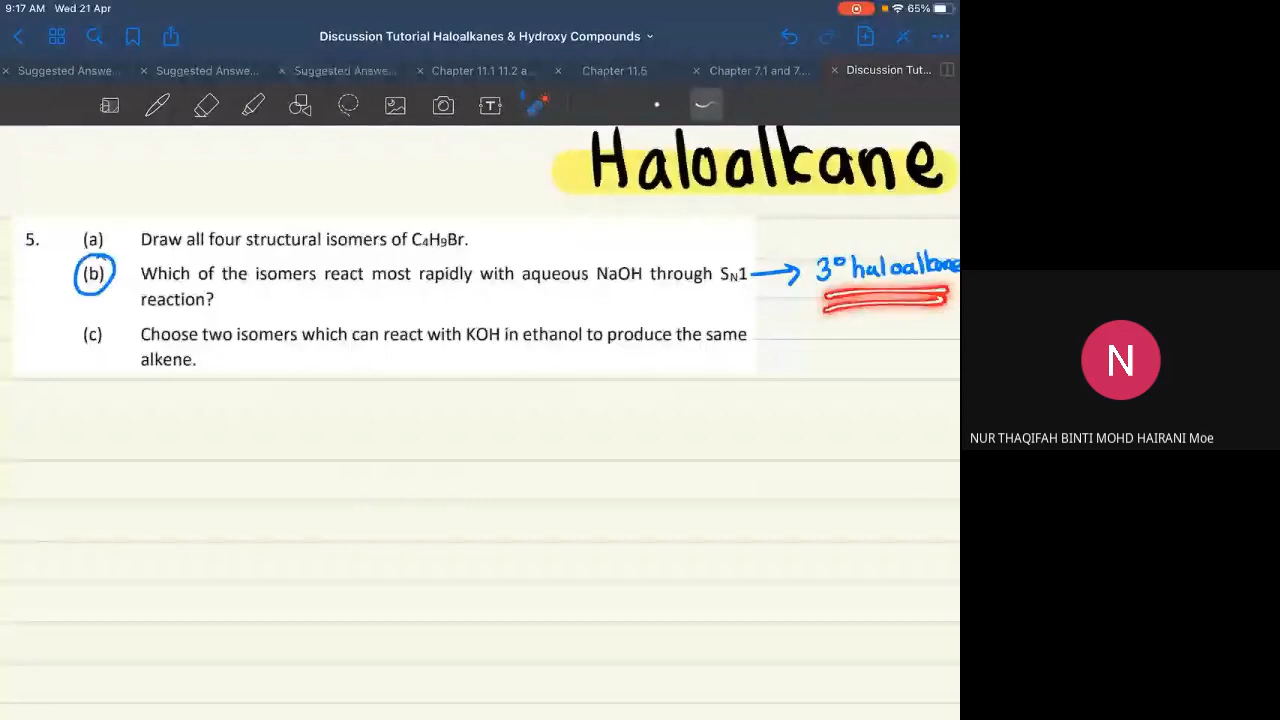 9:17 AM Wed 21 Apr 65%
Discussion Tutorial Haloalkanes & Hydroxy Compounds
Suggested Answe... Suggested Answe... Suggested Answe... Chapter 11.1 11.2 a... Chapter 11.5 Chapter 7.1 and 7.... Discussion Tut...
T
Haloalkane
5. (a) Draw all four structural isomers of C₄H₉Br.
(b) Which of the isomers react most rapidly with aqueous NaOH through Sₙ1 → 3° haloalkane
reaction?
(c) Choose two isomers which can react with KOH in ethanol to produce the same
alkene.
N
NUR THAQIFAH BINTI MOHD HAIRANI Moe